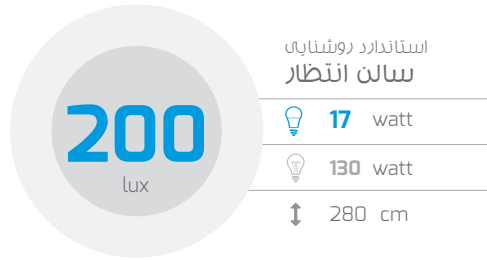 استاندارد روشنایی
سالن انتظار
200
lux
17 watt
130 watt
280 cm